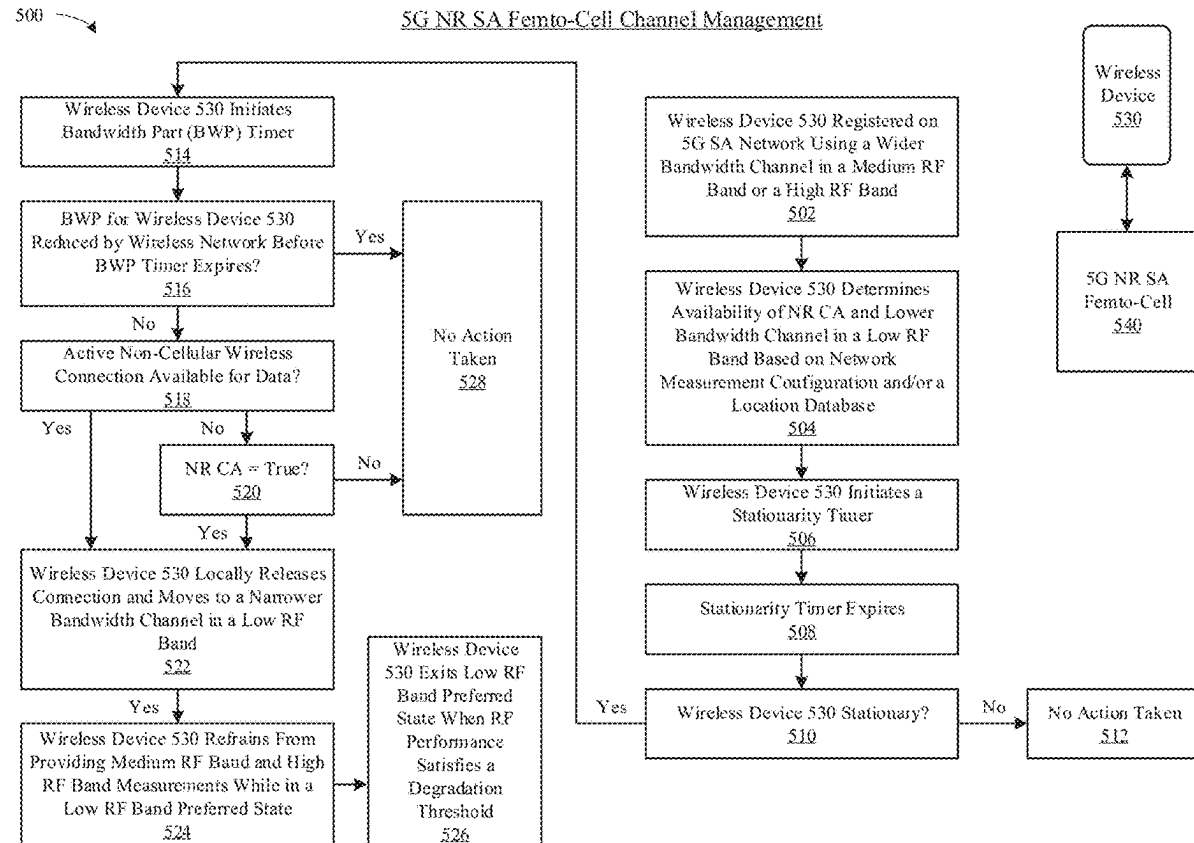 500
5G NR SA Femto-Cell Channel Management
Wireless Device 530 Registered on
5G SA Network Using a Wider
Bandwidth Channel in a Medium RF
Band or a High RF Band
502
Wireless Device 530 Determines
Availability of NR CA and Lower
Bandwidth Channel in a Low RF
Band Based on Network
Measurement Configuration and/or a
Location Database
504
Wireless Device 530 Initiates a
Stationarity Timer
506
Stationarity Timer Expires
508
Wireless Device 530 Stationary?
510
No
No Action Taken
512
Yes
Wireless Device 530 Initiates
Bandwidth Part (BWP) Timer
514
BWP for Wireless Device 530
Reduced by Wireless Network Before
BWP Timer Expires?
516
Yes
No
Active Non-Cellular Wireless
Connection Available for Data?
518
Yes
No
NR CA = True?
520
No
Yes
No Action
Taken
528
Wireless Device 530 Locally Releases
Connection and Moves to a Narrower
Bandwidth Channel in a Low RF
Band
522
Yes
Wireless Device 530 Refrains From
Providing Medium RF Band and High
RF Band Measurements While in a
Low RF Band Preferred State
524
Wireless Device
530 Exits Low RF
Band Preferred
State When RF
Performance
Satisfies a
Degradation
Threshold
526
Wireless
Device
530
5G NR SA
Femto-Cell
540